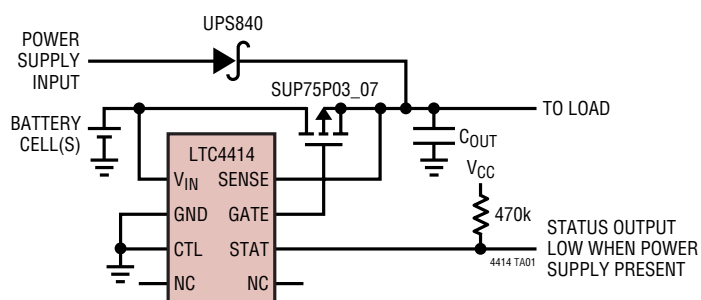 UPS840
POWER
SUPPLY
INPUT
SUP75P03_07
TO LOAD
BATTERY
CELL(S)
COUT
VCC
LTC4414
VIN
SENSE
GND
GATE
CTL
STAT
NC
NC
470k
STATUS OUTPUT
LOW WHEN POWER
SUPPLY PRESENT
4414 TA01